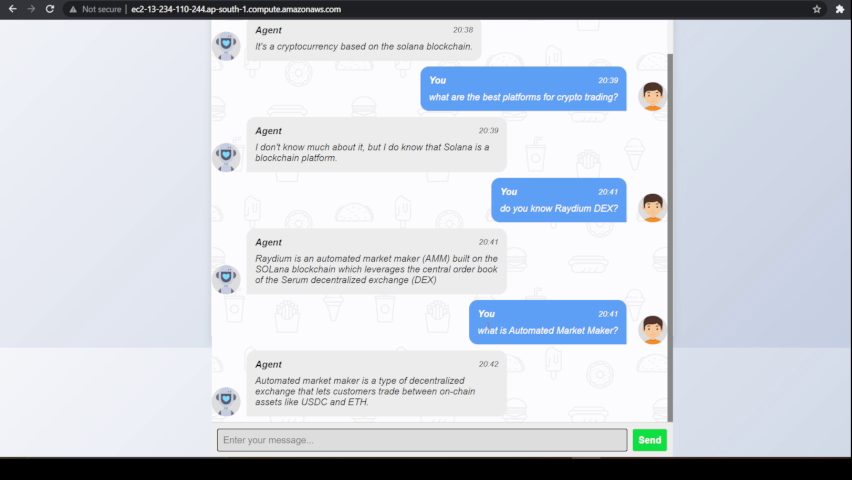 Not secure | ec2-13-234-110-244.ap-south-1.compute.amazonaws.com
Agent 20:38
It's a cryptocurrency based on the solana blockchain.
You 20:39
what are the best platforms for crypto trading?
Agent 20:39
I don't know much about it, but I do know that Solana is a
blockchain platform.
You 20:41
do you know Raydium DEX?
Agent 20:41
Raydium is an automated market maker (AMM) built on the
SOLana blockchain which leverages the central order book
of the Serum decentralized exchange (DEX)
You 20:41
what is Automated Market Maker?
Agent 20:42
Automated market maker is a type of decentralized
exchange that lets customers trade between on-chain
assets like USDC and ETH.
Enter your message...
Send